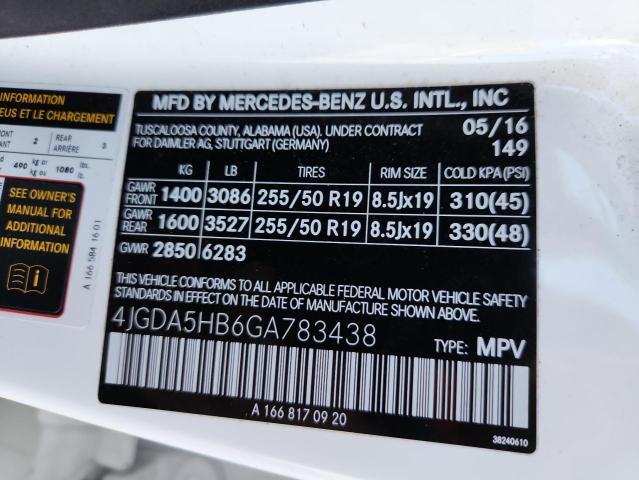 INFORMATION
EUS ET LE CHARGEMENT
2 REAR ARRIÈRE 3
490 kg or kg ou 1080 lbs. lb.
SEE OWNER'S
MANUAL FOR
ADDITIONAL
INFORMATION
A 166 584 16 01
MFD BY MERCEDES-BENZ U.S. INTL., INC
TUSCALOOSA COUNTY, ALABAMA (USA). UNDER CONTRACT 05/16
FOR DAIMLER AG, STUTTGART (GERMANY) 149
KG LB TIRES RIM SIZE COLD KPA(PSI)
GAWR FRONT 1400 3086 255/50 R19 8.5Jx19 310(45)
GAWR REAR 1600 3527 255/50 R19 8.5Jx19 330(48)
GVWR 2850 6283
THIS VEHICLE CONFORMS TO ALL APPLICABLE FEDERAL MOTOR VEHICLE SAFETY
STANDARDS IN EFFECT ON THE DATE OF MANUFACTURE SHOWN ABOVE.
4JGDA5HB6GA783438
TYPE: MPV
A 166 817 09 20
38240610